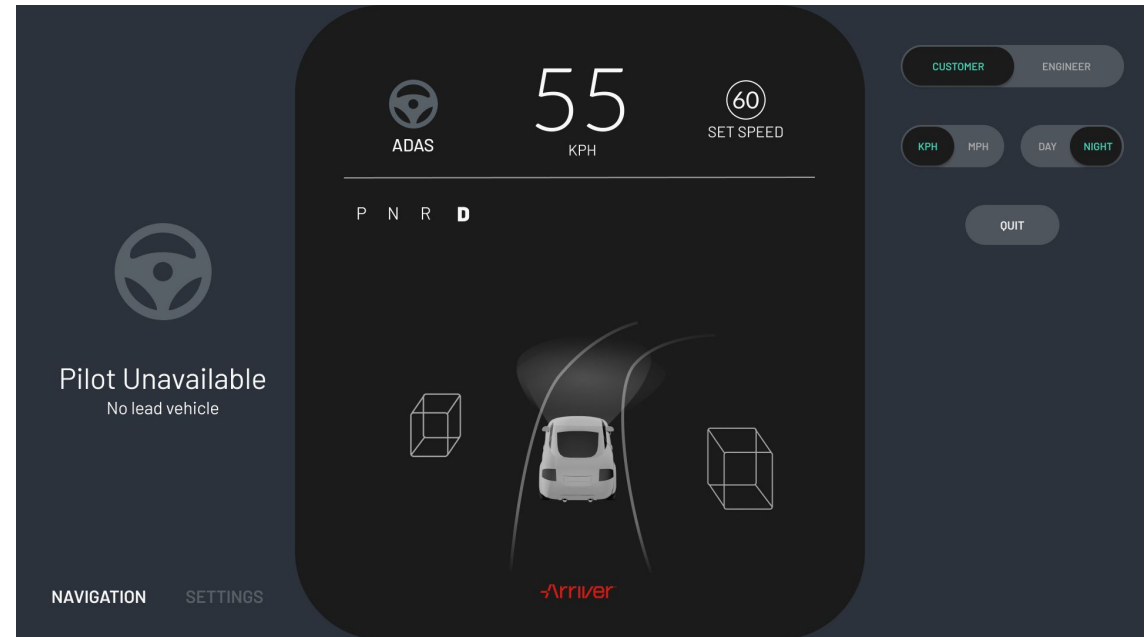 CUSTOMER ENGINEER
55
60
ADAS
KPH
SET SPEED
KPH MPH DAY NIGHT
P N R D
QUIT
Pilot Unavailable
No lead vehicle
NAVIGATION SETTINGS
Arriver